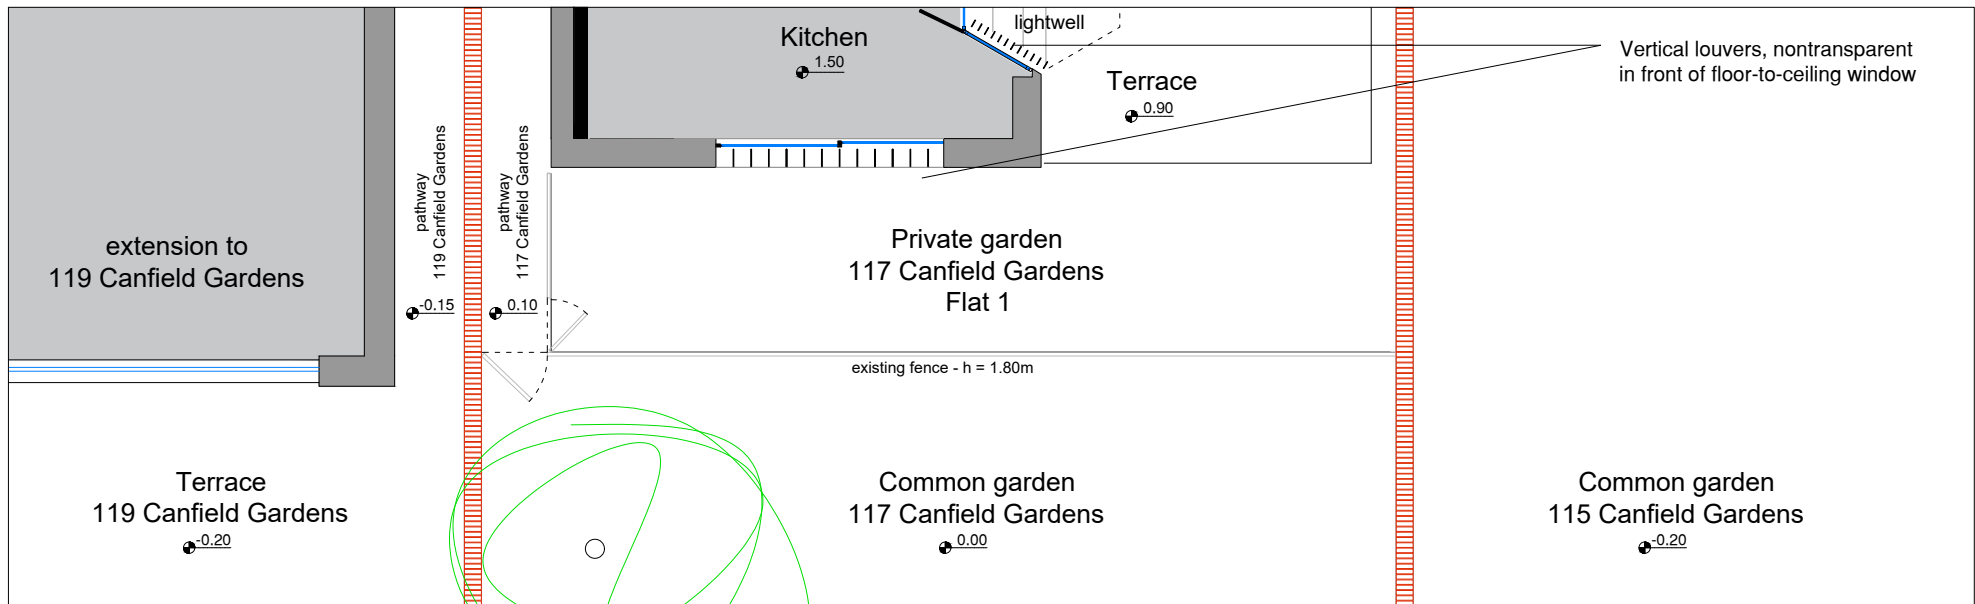 lightwell
Kitchen
1.50
Vertical louvers, nontransparent
in front of floor-to-ceiling window
Terrace
0.90
pathway
119 Canfield Gardens
pathway
117 Canfield Gardens
extension to
119 Canfield Gardens
Private garden
117 Canfield Gardens
Flat 1
-0.15
0.10
existing fence - h = 1.80m
Terrace
119 Canfield Gardens
-0.20
Common garden
117 Canfield Gardens
0.00
Common garden
115 Canfield Gardens
-0.20